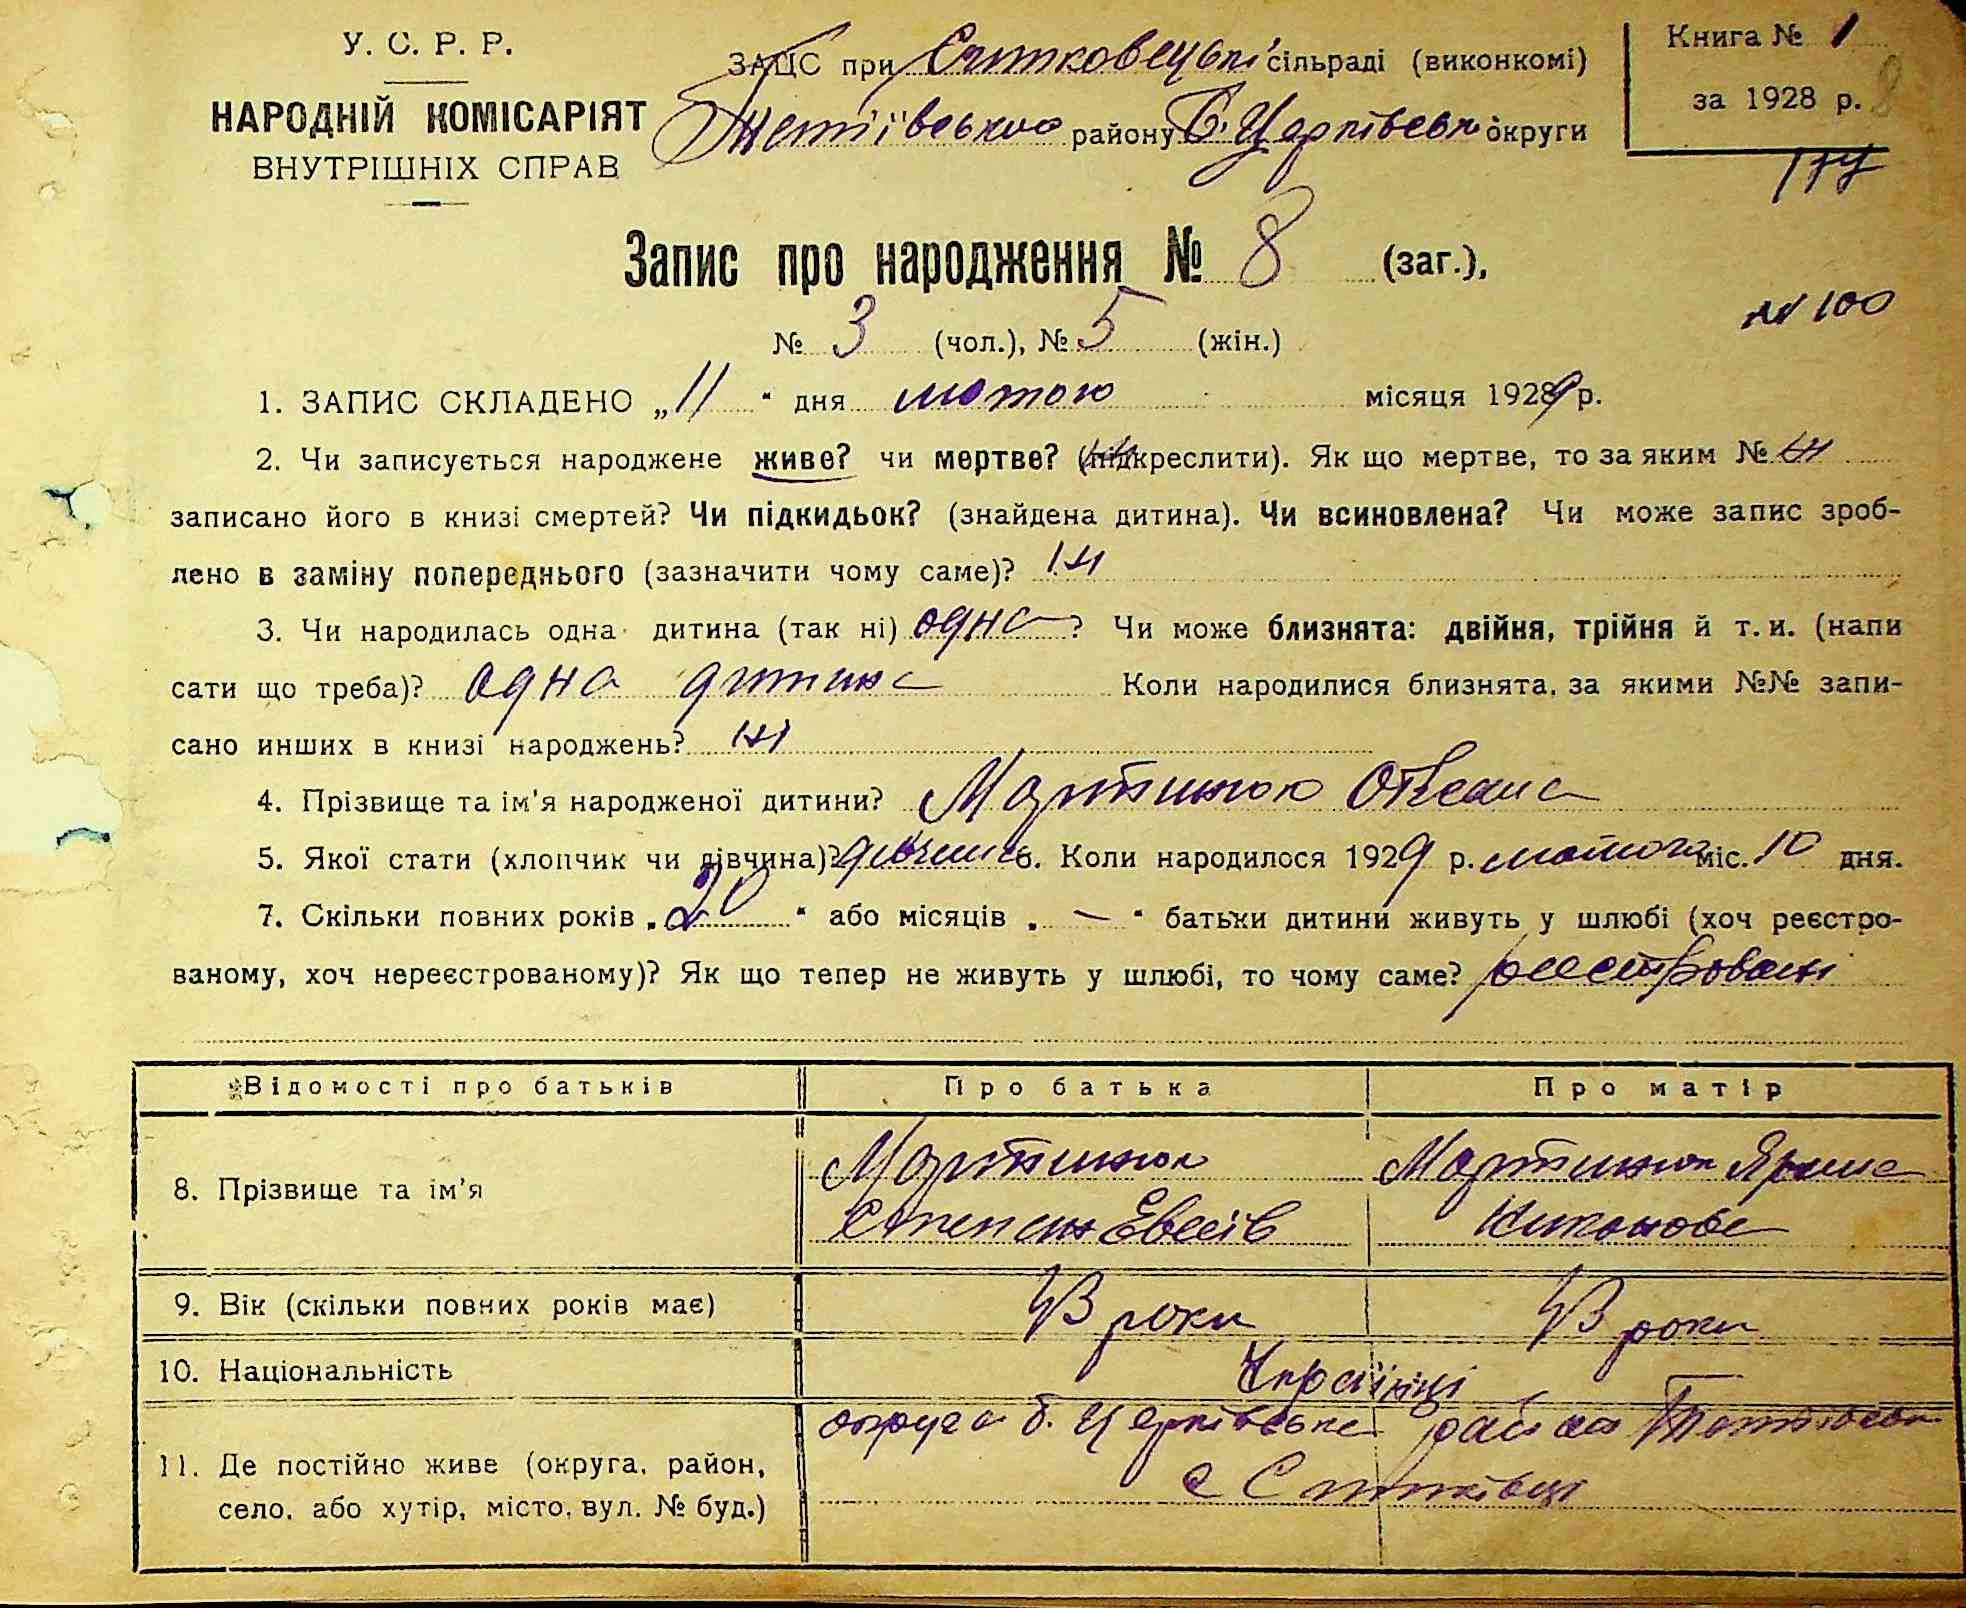 У. С. Р. Р.
НАРОДНІЙ КОМІСАРІЯТ
ВНУТРІШНІХ СПРАВ
ЗАЦС при Ситковецькі сільраді (виконкомі)
Тетіївського району Б. Церківськ округи
Книга № 1
за 1928 р.
Запис про народження № 8 (заг.),
№ 3 (чол.), № 5 (жін.)
№ 100
1. ЗАПИС СКЛАДЕНО „11“ дня лютого місяця 1929 р.
2. Чи записується народжене живе? чи мертве? (підкреслити). Як що мертве, то за яким № ні
записано його в книзі смертей? Чи підкидьок? (знайдена дитина). Чи всиновлена? Чи може запис зроб-
лено в заміну попереднього (зазначити чому саме)? ні
3. Чи народилась одна дитина (так ні) одна? Чи може близнята: двійня, трійня й т. и. (напи
сати що треба)? одна дитина Коли народилися близнята, за якими №№ запи-
сано инших в книзі народжень? ні
4. Прізвище та ім'я народженої дитини? Мартинюк Оксана
5. Якої стати (хлопчик чи дівчина)? дівчина 6. Коли народилося 1929 р. лютого міс. 10 дня.
7. Скільки повних років „20“ або місяців „—“ батьки дитини живуть у шлюбі (хоч реєстро-
ваному, хоч нереєстрованому)? Як що тепер не живуть у шлюбі, то чому саме? реєстровані
Відомості про батьків Про батька Про матір
8. Прізвище та ім'я Мартинюк Мартинюк Ярина
Степан Евсеїв Никонова
9. Вік (скільки повних років має) 43 роки 43 роки
10. Національність Українці
11. Де постійно живе (округа, район, округа б. Церківська район Тетіївськ
село, або хутір, місто, вул. № буд.) с Ситківці